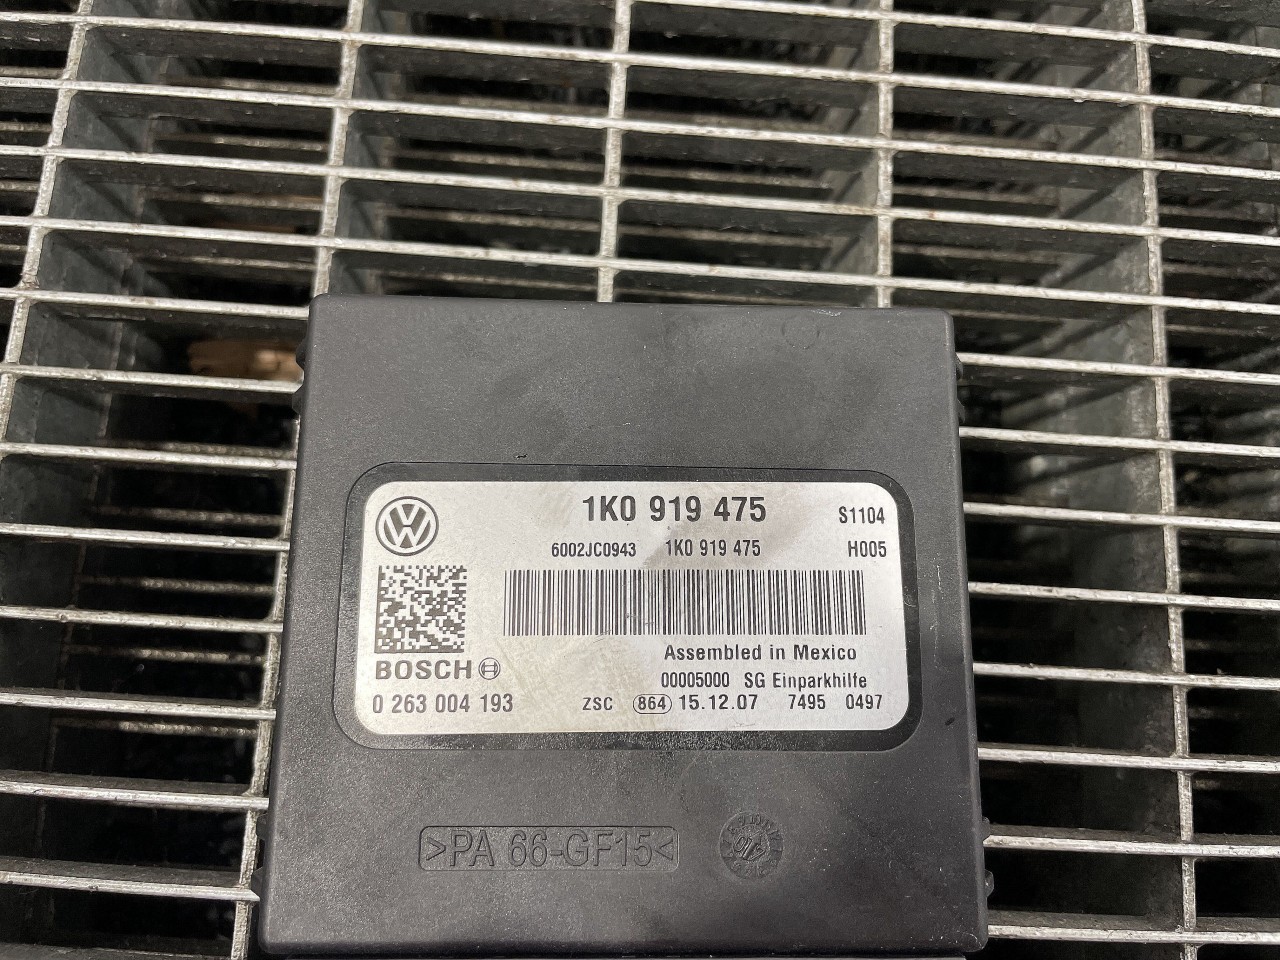 1K0 919 475
S1104
6002JC0943 1K0 919 475
H005
BOSCH
Assembled in Mexico
00005000 SG Einparkhilfe
0 263 004 193
ZSC 864 15.12.07 7495 0497
>PA 66-GF15<